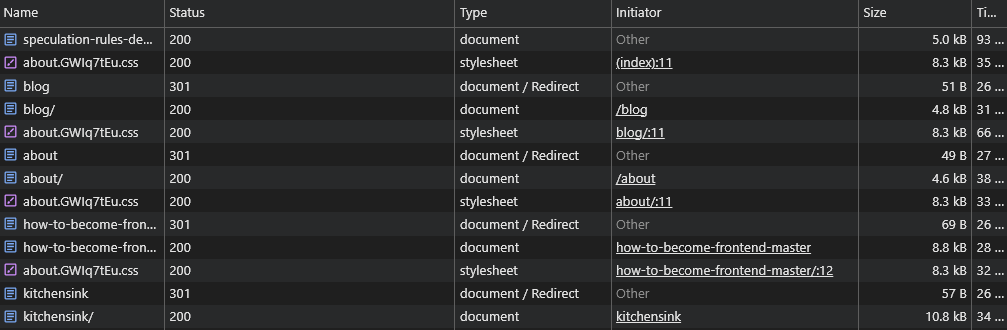 Name Status Type Initiator Size Ti...
speculation-rules-de... 200 document Other 5.0 kB 93 ...
about.GWIq7tEu.css 200 stylesheet (index):11 8.3 kB 35 ...
blog 301 document / Redirect Other 51 B 26 ...
blog/ 200 document /blog 4.8 kB 31 ...
about.GWIq7tEu.css 200 stylesheet blog/:11 8.3 kB 66 ...
about 301 document / Redirect Other 49 B 27 ...
about/ 200 document /about 4.6 kB 38 ...
about.GWIq7tEu.css 200 stylesheet about/:11 8.3 kB 33 ...
how-to-become-fron... 301 document / Redirect Other 69 B 26 ...
how-to-become-fron... 200 document how-to-become-frontend-master 8.8 kB 28 ...
about.GWIq7tEu.css 200 stylesheet how-to-become-frontend-master/:12 8.3 kB 32 ...
kitchensink 301 document / Redirect Other 57 B 26 ...
kitchensink/ 200 document kitchensink 10.8 kB 34 ...